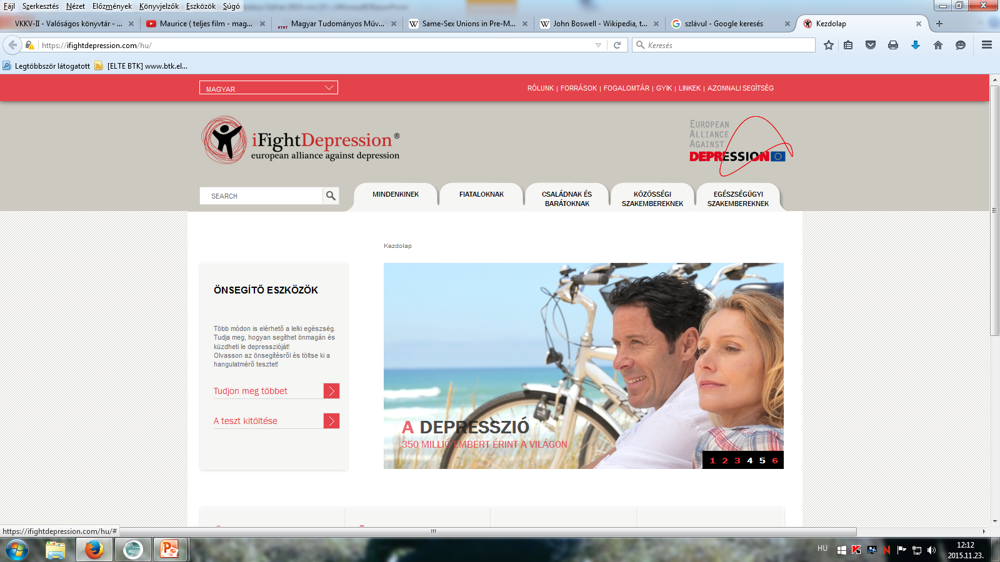 Fájl Szerkesztés Nézet Előzmények Könyvjelzők Eszközök Súgó
VKKV-II - Valóságos könyvtár - ...
Maurice ( teljes film - mag...
Magyar Tudományos Műv...
Same-Sex Unions in Pre-M...
John Boswell - Wikipedia, t...
szlávul - Google keresés
Kezdolap
https://ifightdepression.com/hu/
Keresés
Legtöbbször látogatott
[ELTE BTK] www.btk.el...
MAGYAR
RÓLUNK | FORRÁSOK | FOGALOMTÁR | GYIK | LINKEK | AZONNALI SEGÍTSÉG
iFightDepression®
european alliance against depression
EUROPEAN
ALLIANCE
AGAINST
DEPRESSION
SEARCH
MINDENKINEK
FIATALOKNAK
CSALÁDNAK ÉS
BARÁTOKNAK
KÖZÖSSÉGI
SZAKEMBEREKNEK
EGÉSZSÉGÜGYI
SZAKEMBEREKNEK
Kezdolap
ÖNSEGÍTŐ ESZKÖZÖK
Több módon is elérhető a lelki egészség.
Tudja meg, hogyan segíthet önmagán és
küzdheti le depresszióját!
Olvasson az önsegítésről és töltse ki a
hangulatmérő tesztet!
Tudjon meg többet
A teszt kitöltése
A DEPRESSZIÓ
350 MILLIÓ EMBERT ÉRINT A VILÁGON
1 2 3 4 5 6
https://ifightdepression.com/hu/#
HU
12:12
2015.11.23.